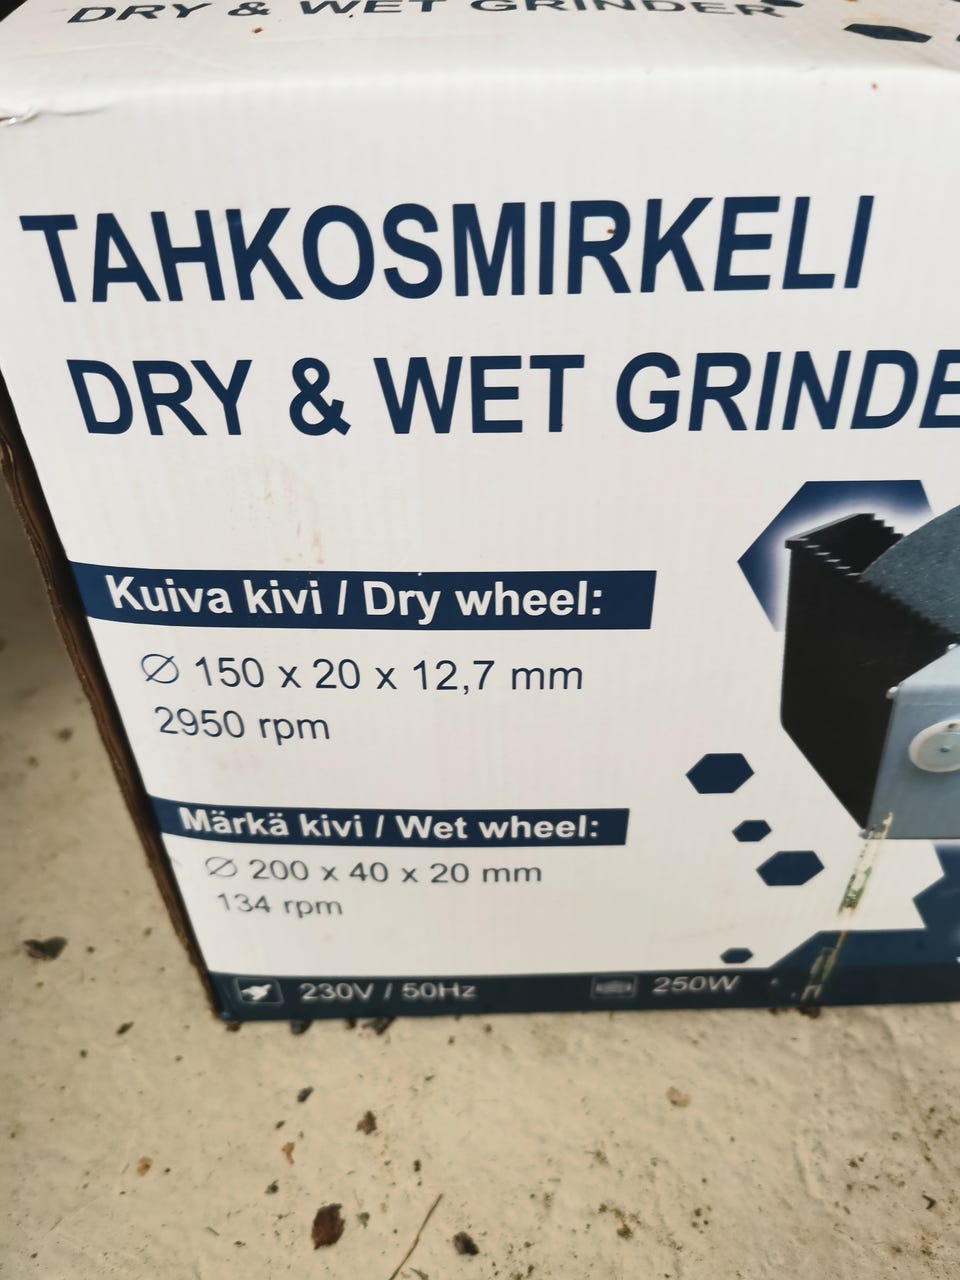 DRY & WET GRINDER
TAHKOSMIRKELI
DRY & WET GRINDE
Kuiva kivi / Dry wheel:
∅ 150 x 20 x 12,7 mm
2950 rpm
Märkä kivi / Wet wheel:
∅ 200 x 40 x 20 mm
134 rpm
230V / 50Hz 250W